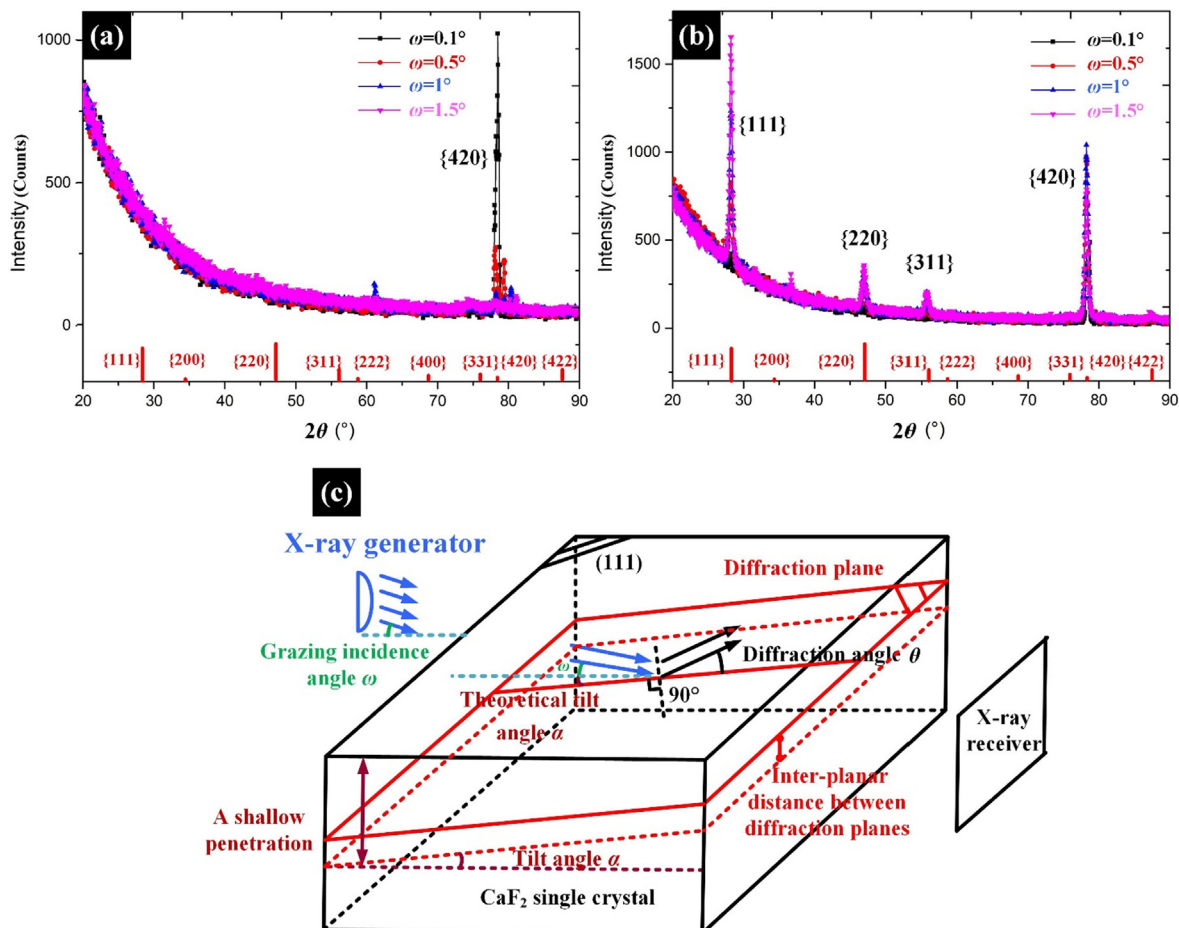 (a)
ω=0.1°
ω=0.5°
ω=1°
ω=1.5°
{420}
1000
500
0
Intensity (Counts)
{111} {200} {220} {311} {222} {400} {331} {420} {422}
20 30 40 50 60 70 80 90
2θ (°)
(b)
ω=0.1°
ω=0.5°
ω=1°
ω=1.5°
{111}
{220}
{311}
{420}
1500
1000
500
0
Intensity (Counts)
{111} {200} {220} {311} {222} {400} {331} {420} {422}
20 30 40 50 60 70 80 90
2θ (°)
(c)
X-ray generator
(111)
Diffraction plane
Grazing incidence
angle ω
ω
Diffraction angle θ
Theoretical tilt
angle α
90°
X-ray
receiver
Inter-planar
distance between
diffraction planes
A shallow
penetration
Tilt angle α
CaF₂ single crystal